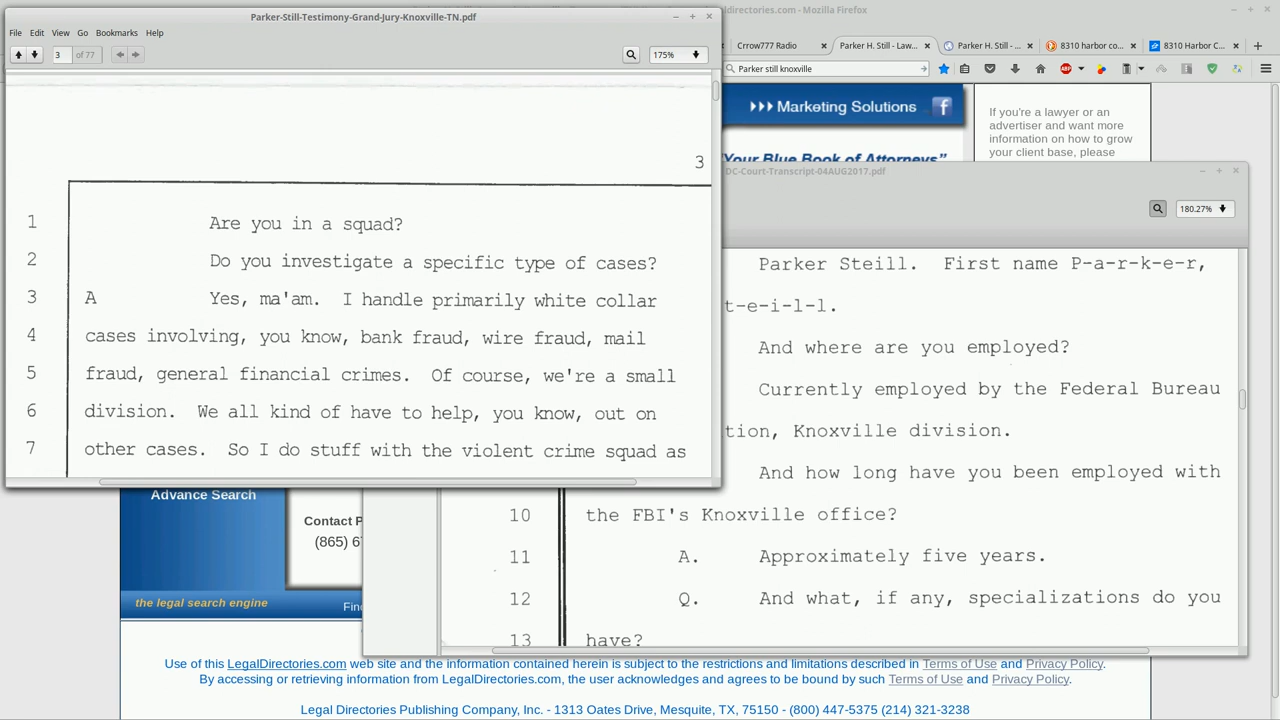 Parker-Still-Testimony-Grand-Jury-Knoxville-TN.pdf
File Edit View Go Bookmarks Help
3 of 77
175%
3
1 Are you in a squad?
2 Do you investigate a specific type of cases?
3 A Yes, ma'am. I handle primarily white collar
4 cases involving, you know, bank fraud, wire fraud, mail
5 fraud, general financial crimes. Of course, we're a small
6 division. We all kind of have to help, you know, out on
7 other cases. So I do stuff with the violent crime squad as
directories.com - Mozilla Firefox
Crrow777 Radio
Parker H. Still - Law...
Parker H. Still - ...
8310 harbor co...
8310 Harbor C...
Parker still knoxville
ABP
Marketing Solutions
f
"Your Blue Book of Attorneys"
If you're a lawyer or an
advertiser and want more
information on how to grow
your client base, please
DC-Court-Transcript-04AUG2017.pdf
180.27%
Parker Steill. First name P-a-r-k-e-r,
t-e-i-l-l.
And where are you employed?
Currently employed by the Federal Bureau
tion, Knoxville division.
And how long have you been employed with
10 the FBI's Knoxville office?
11 A. Approximately five years.
12 Q. And what, if any, specializations do you
13 have?
Advance Search
Contact P
(865) 6
the legal search engine
Fin
Use of this LegalDirectories.com web site and the information contained herein is subject to the restrictions and limitations described in Terms of Use and Privacy Policy.
By accessing or retrieving information from LegalDirectories.com, the user acknowledges and agrees to be bound by such Terms of Use and Privacy Policy.
Legal Directories Publishing Company, Inc. - 1313 Oates Drive, Mesquite, TX, 75150 - (800) 447-5375 (214) 321-3238